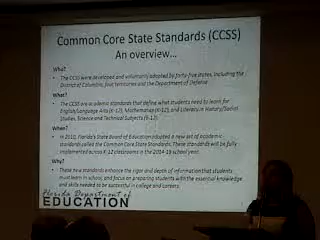 Common Core State Standards (CCSS)
An overview...
Who?
• The CCSS were developed and voluntarily adopted by forty-five states, including the
District of Columbia, four territories and the Department of Defense
What?
• The CCSS are academic standards that define what students need to learn for
English/Language Arts (K-12), Mathematics (K-12), and Literacy in History/Social
Studies, Science and Technical Subjects (6-12).
When?
• In 2010, Florida's State Board of Education adopted a new set of academic
standards called the Common Core State Standards. These standards will be fully
implemented across K-12 classrooms in the 2014-15 school year.
Why?
• These new standards enhance the rigor and depth of information that students
must learn in school, and focus on preparing students with the essential knowledge
and skills needed to be successful in college and careers.
Florida Department of
EDUCATION